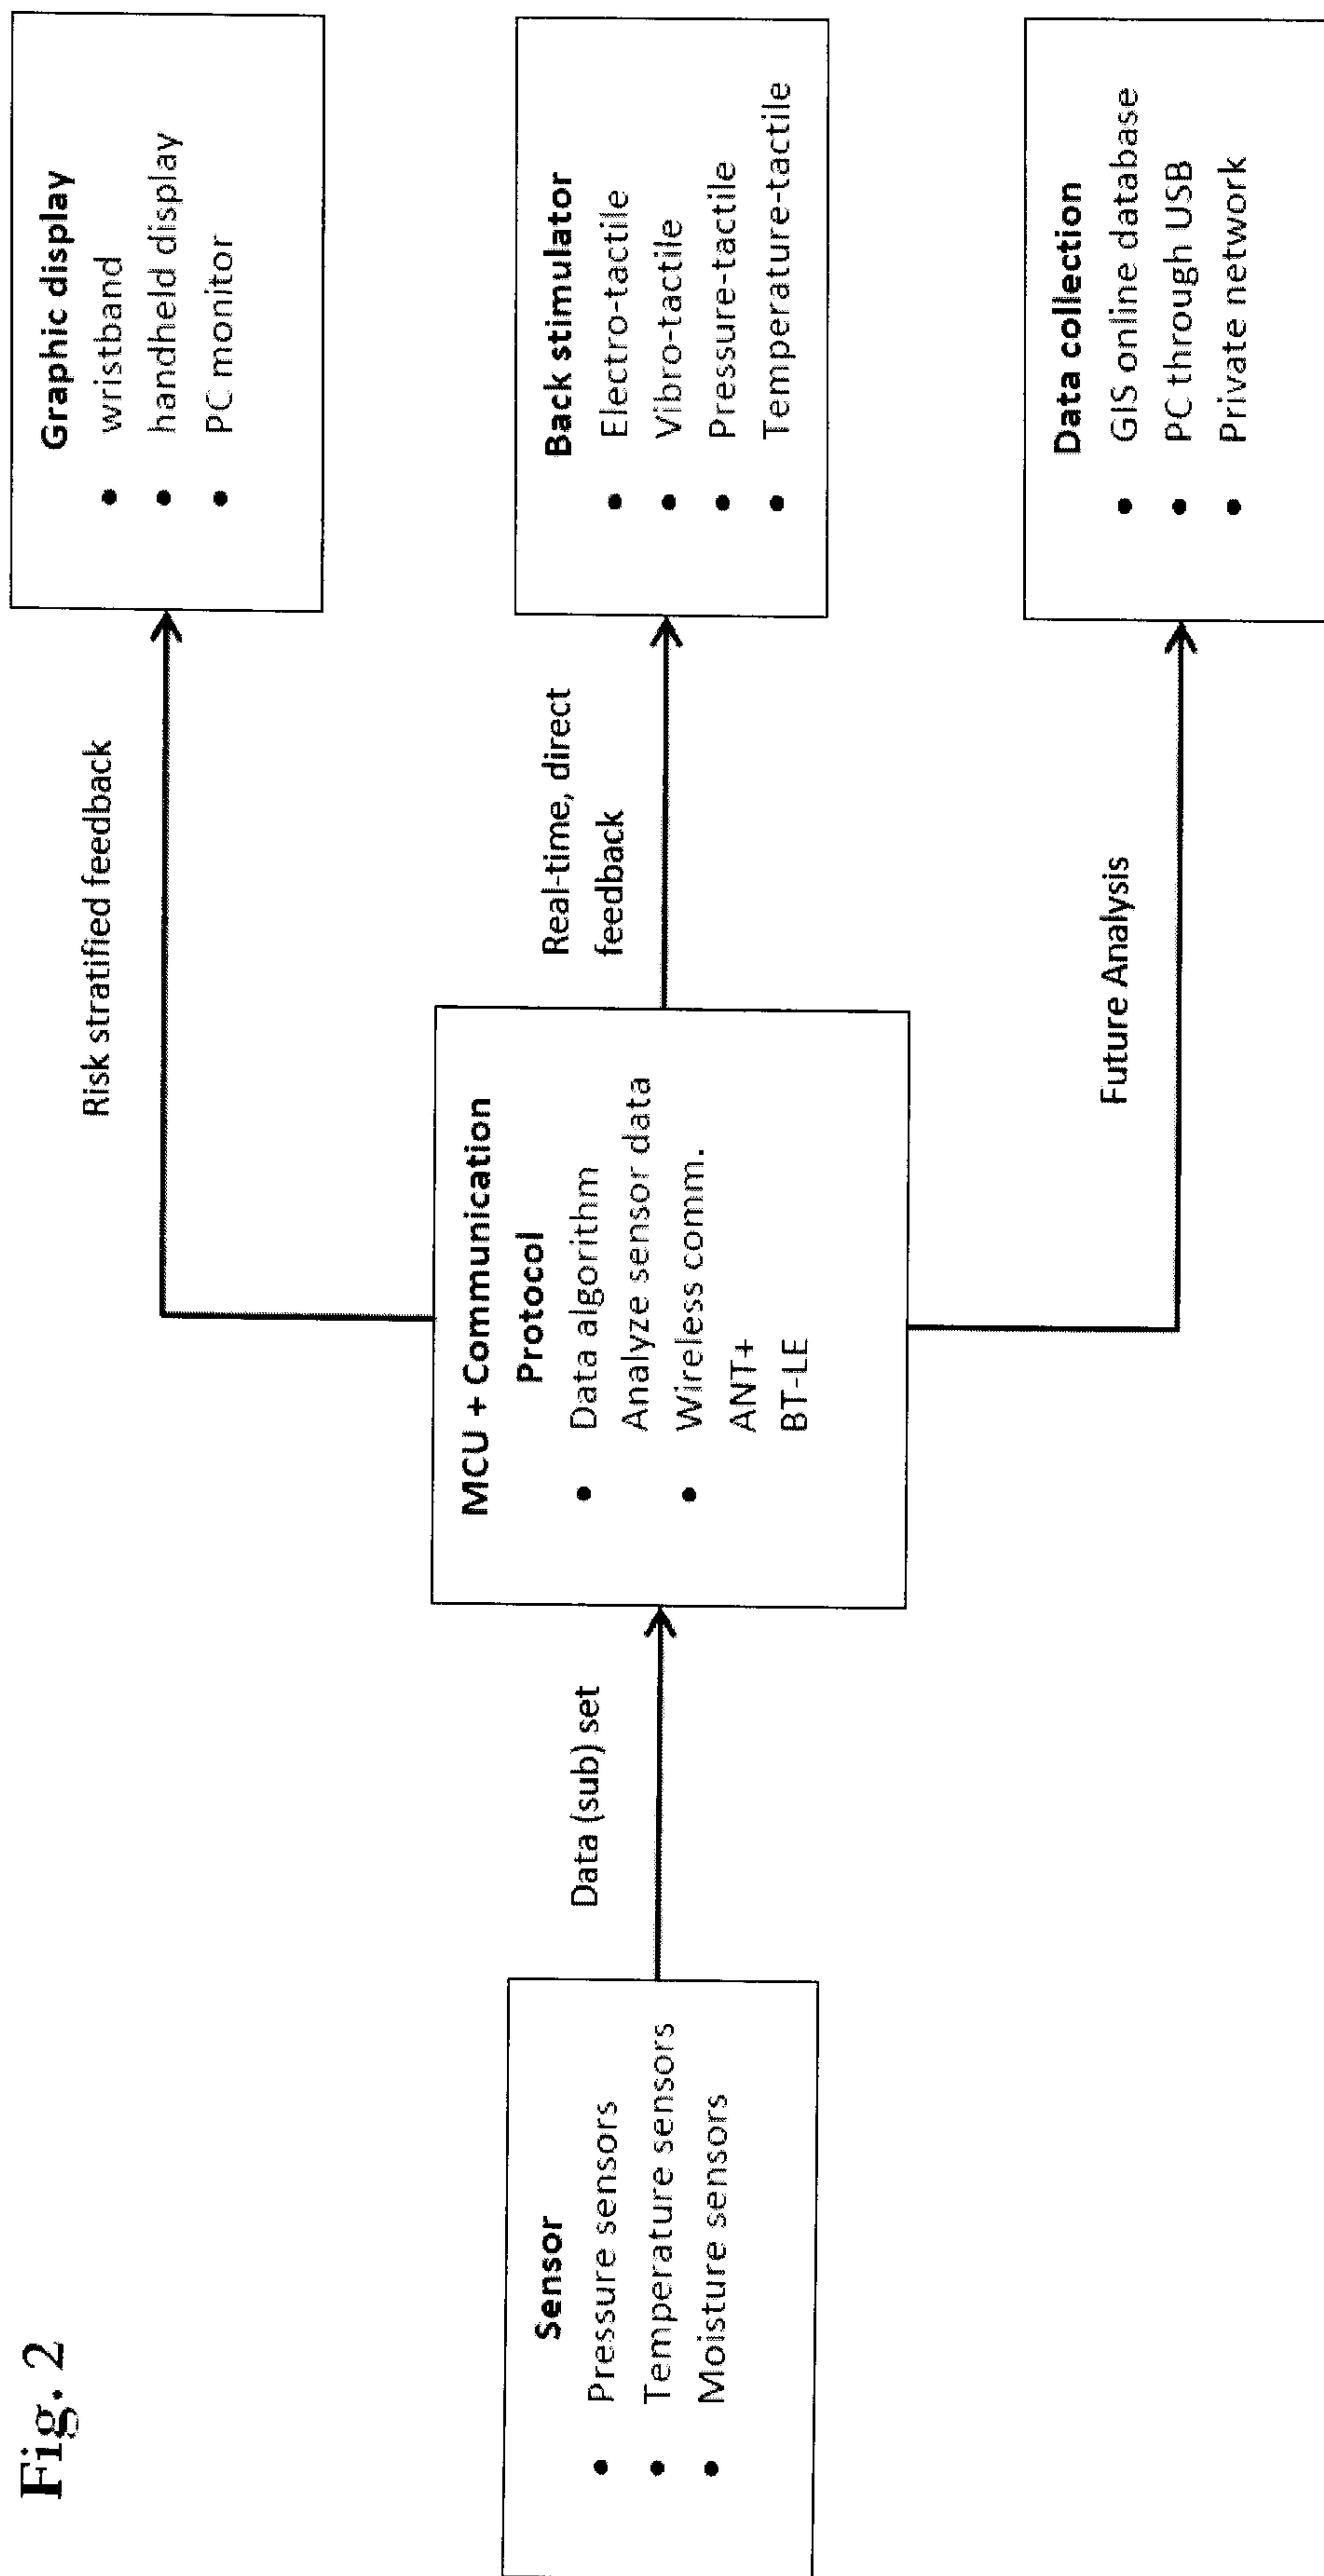 Fig. 2
Sensor
• Pressure sensors
• Temperature sensors
• Moisture sensors
Data (sub) set
MCU + Communication
Protocol
• Data algorithm
Analyze sensor data
• Wireless comm.
ANT+
BT-LE
Risk stratified feedback
Real-time, direct
feedback
Future Analysis
Graphic display
• wristband
• handheld display
• PC monitor
Back stimulator
• Electro-tactile
• Vibro-tactile
• Pressure-tactile
• Temperature-tactile
Data collection
• GIS online database
• PC through USB
• Private network